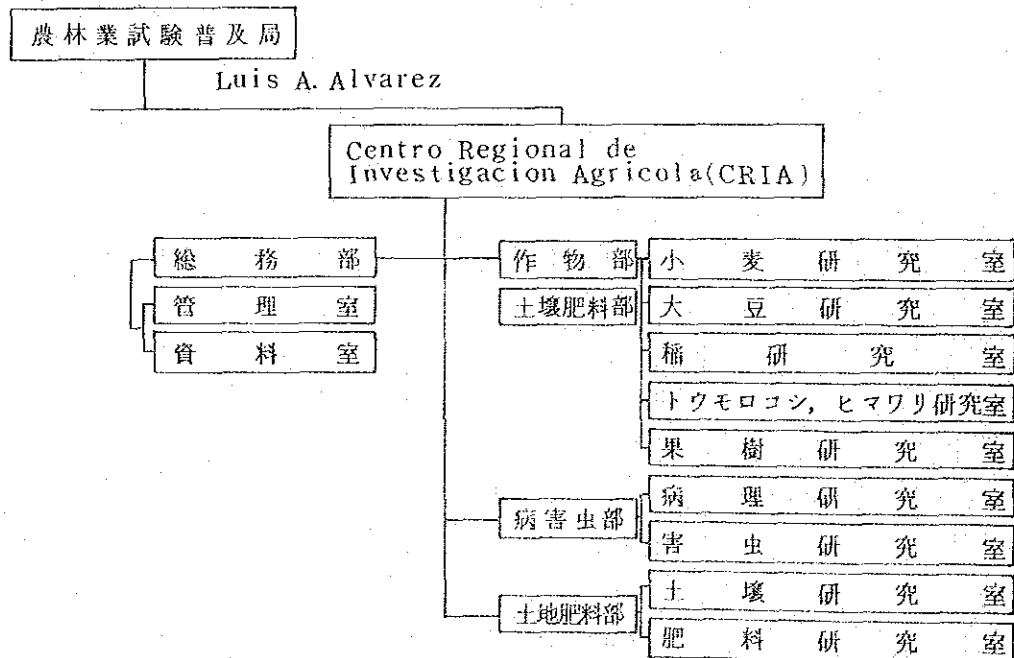 農林業試験普及局
Luis A. Alvarez
Centro Regional de
Investigacion Agricola(CRIA)
総務部
作物部
小麦研究室
管理室
土壌肥料部
大豆研究室
資料室
稲研究室
トウモロコシ, ヒマワリ研究室
果樹研究室
病害虫部
病理研究室
害虫研究室
土地肥料部
土壌研究室
肥料研究室